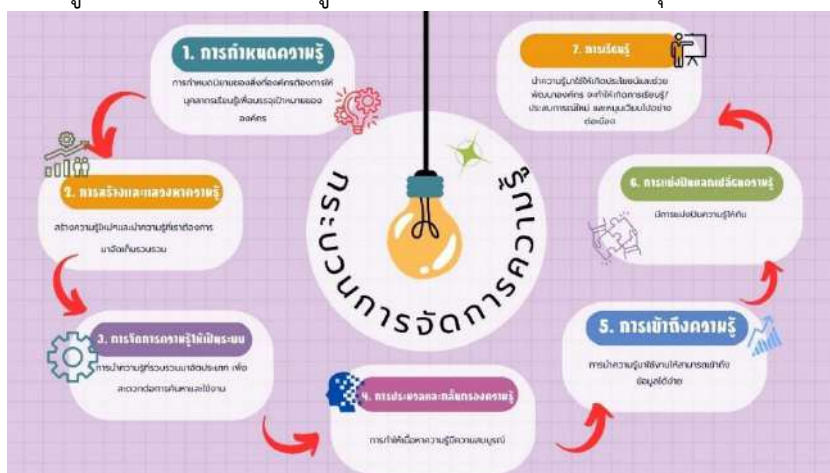 1. การกำหนดความรู้
การกำหนดนิยามของสิ่งที่องค์กรต้องการให้
บุคลากรเรียนรู้เพื่อบรรลุเป้าหมายของ
องค์กร
2. การสร้างและแสวงหาความรู้
สร้างความรู้ใหม่ๆและนำความรู้ที่เราต้องการ
มาจัดเก็บรวบรวม
3. การจัดการความรู้ให้เป็นระบบ
การนำความรู้ที่รวบรวมมาจัดประเภท เพื่อ
สะดวกต่อการค้นหาและใช้งาน
4. การประมวลและกลั่นกรองความรู้
การทำให้เนื้อหาความรู้มีความสมบูรณ์
5. การเข้าถึงความรู้
การนำความรู้มาใช้งานให้สามารถเข้าถึง
ข้อมูลได้ง่าย
6. การแบ่งปันแลกเปลี่ยนความรู้
มีการแบ่งปันความรู้ให้กัน
7. การเรียนรู้
นำความรู้มาใช้ให้เกิดประโยชน์และช่วย
พัฒนาองค์กร จะทำให้เกิดการเรียนรู้/
ประสบการณ์ใหม่ และหมุนเวียนไปอย่าง
ต่อเนื่อง
กระบวนการจัดการความรู้